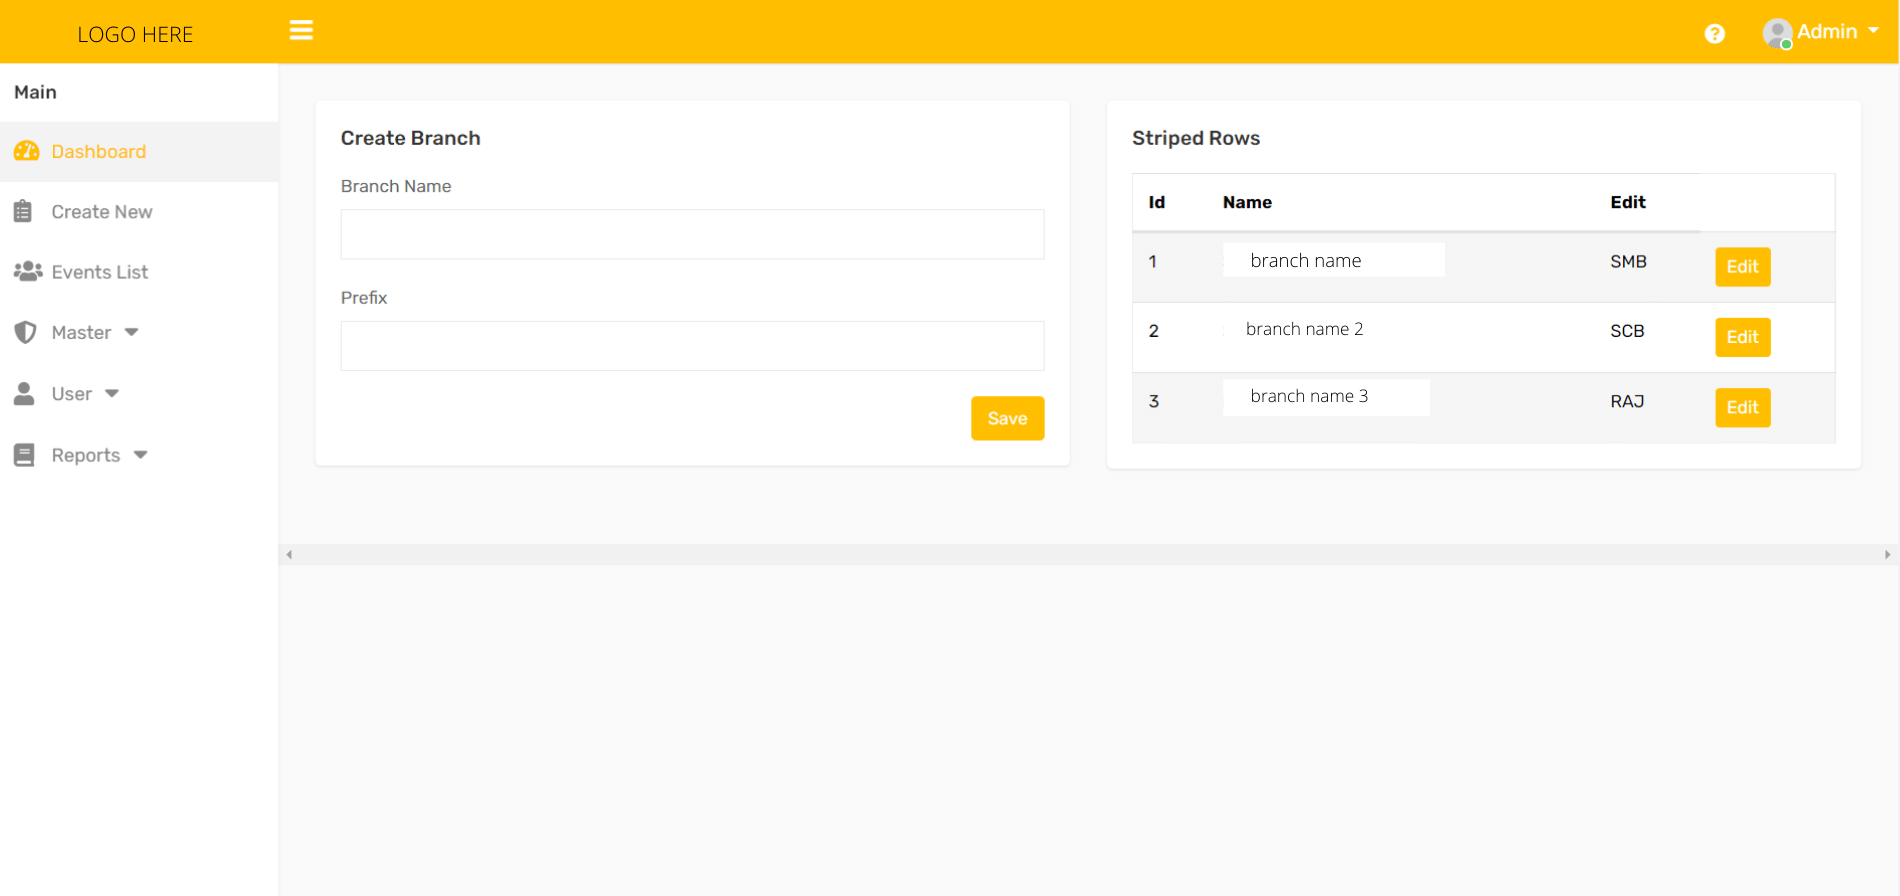 LOGO HERE
Admin
Main
Dashboard
Create New
Events List
Master
User
Reports
Create Branch
Branch Name
Prefix
Save
Striped Rows
Id Name Edit
1 branch name SMB Edit
2 branch name 2 SCB Edit
3 branch name 3 RAJ Edit